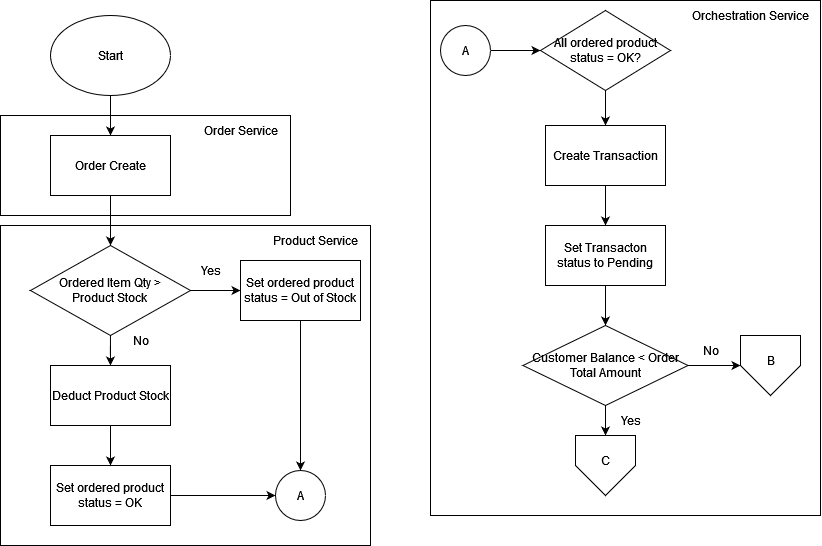 Start
Order Service
Order Create
Product Service
Ordered Item Qty >
Product Stock
Yes
Set ordered product
status = Out of Stock
No
Deduct Product Stock
Set ordered product
status = OK
A
Orchestration Service
A
All ordered product
status = OK?
Create Transaction
Set Transacton
status to Pending
Customer Balance < Order
Total Amount
No
B
Yes
C